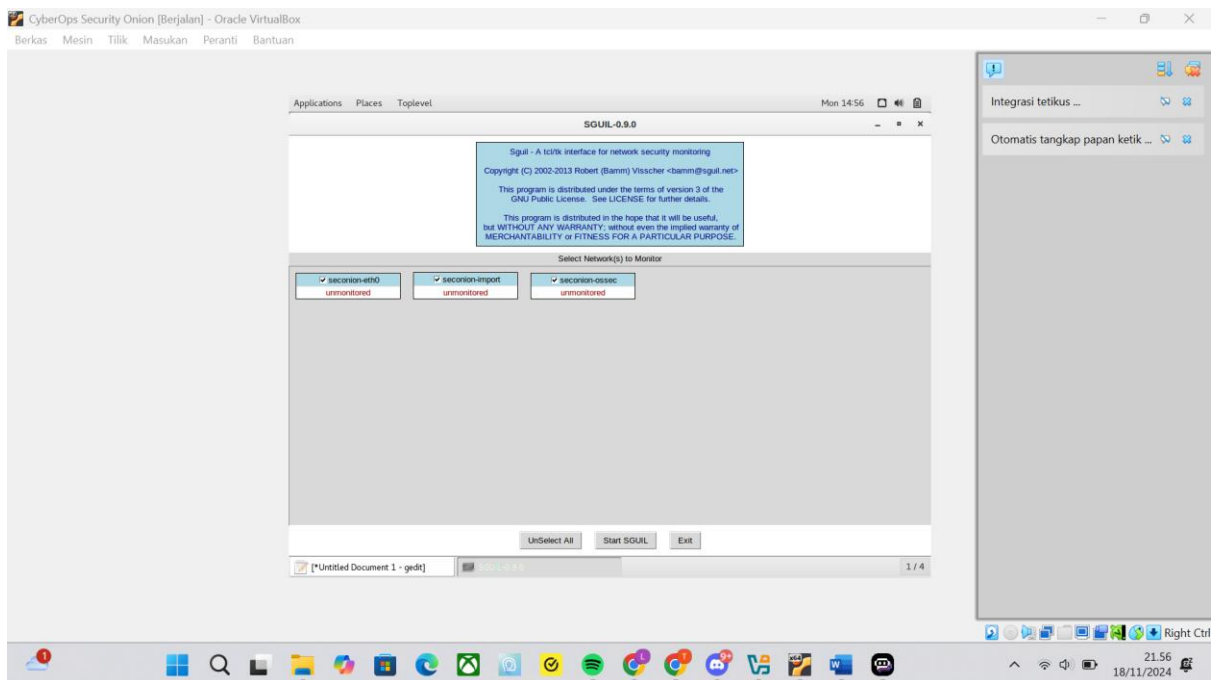 CyberOps Security Onion [Berjalan] - Oracle VirtualBox
Berkas Mesin Tilik Masukan Peranti Bantuan
Applications Places Toplevel Mon 14:56
SGUIL-0.9.0
Sguil - A tcl/tk interface for network security monitoring
Copyright (C) 2002-2013 Robert (Bamm) Visscher <bamm@sguil.net>
This program is distributed under the terms of version 3 of the
GNU Public License. See LICENSE for further details.
This program is distributed in the hope that it will be useful,
but WITHOUT ANY WARRANTY; without even the implied warranty of
MERCHANTABILITY or FITNESS FOR A PARTICULAR PURPOSE.
Select Network(s) to Monitor
seconion-eth0 seconion-import seconion-ossec
unmonitored unmonitored unmonitored
UnSelect All Start SGUIL Exit
[*Untitled Document 1 - gedit] SGUIL-0.9.0 1 / 4
Integrasi tetikus ...
Otomatis tangkap papan ketik ...
Right Ctrl
21.56
18/11/2024